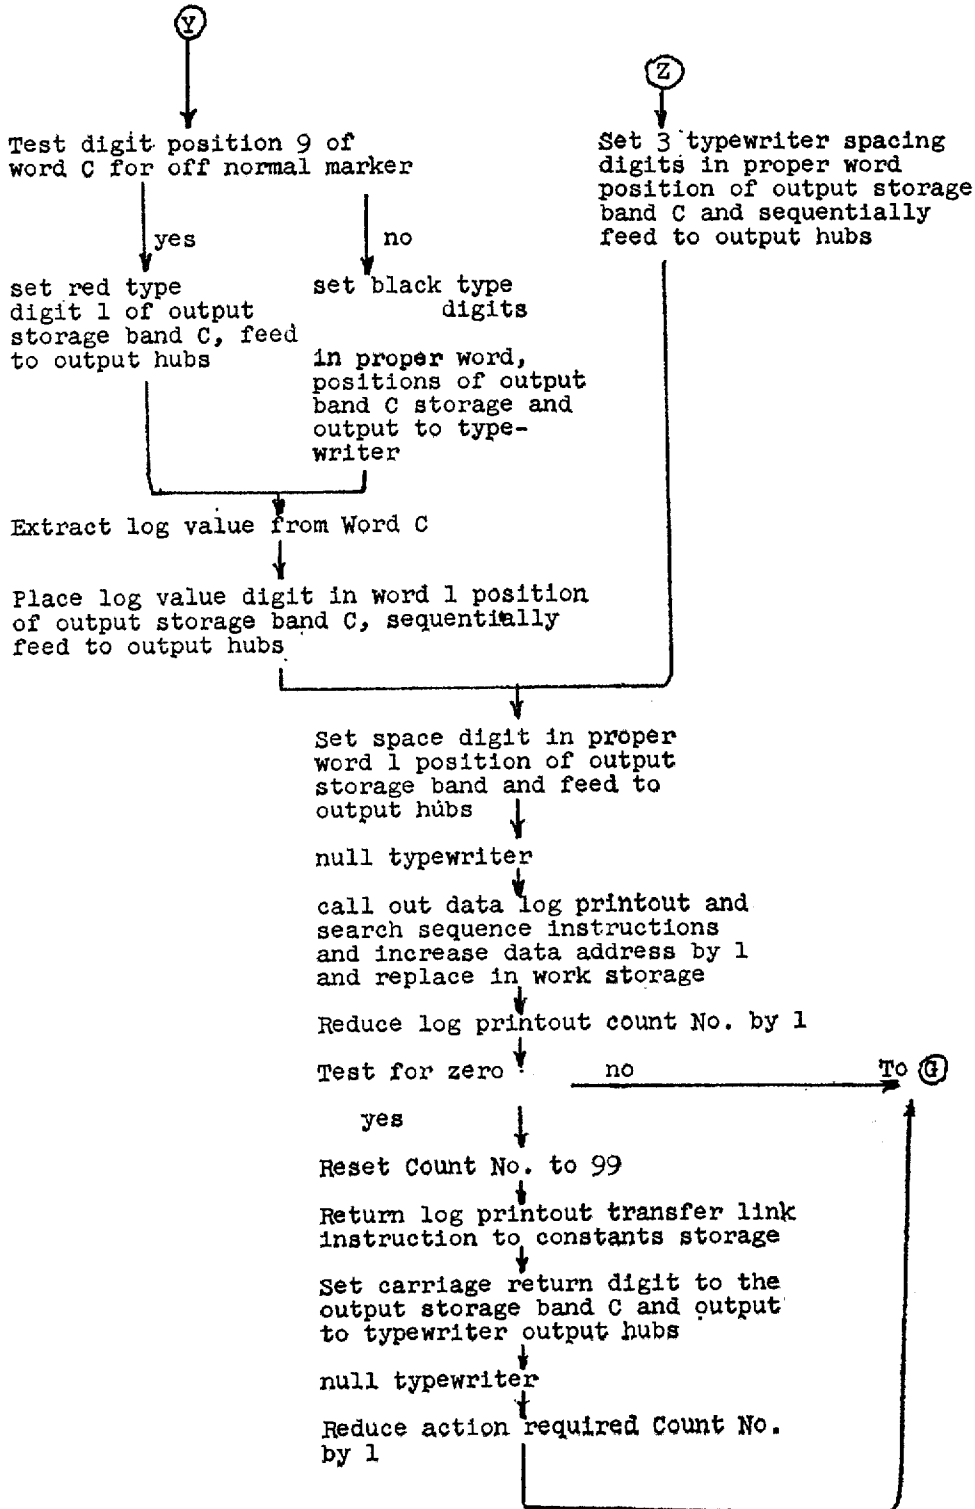 Y
Test digit position 9 of
word C for off normal marker
yes
no
set red type
digit 1 of output
storage band C, feed
to output hubs
set black type
digits
in proper word,
positions of output
band C storage and
output to type-
writer
Z
Set 3 typewriter spacing
digits in proper word
position of output storage
band C and sequentially
feed to output hubs
Extract log value from Word C
Place log value digit in word 1 position
of output storage band C, sequentially
feed to output hubs
Set space digit in proper
word 1 position of output
storage band and feed to
output hubs
null typewriter
call out data log printout and
search sequence instructions
and increase data address by 1
and replace in work storage
Reduce log printout count No. by 1
Test for zero
no
To G
yes
Reset Count No. to 99
Return log printout transfer link
instruction to constants storage
Set carriage return digit to the
output storage band C and output
to typewriter output hubs
null typewriter
Reduce action required Count No.
by 1